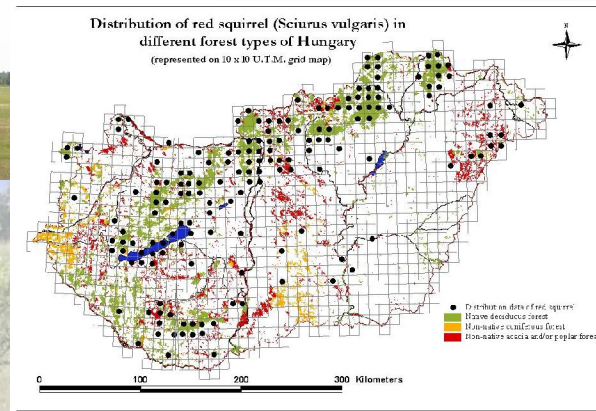 Distribution of red squirrel (Sciurus vulgaris) in
different forest types of Hungary
(represented on 10 x 10 U.T.M. grid map)
N
Distribution data of red squirrel
Native deciduous forest
Non-native coniferous forest
Non-native acacia and/or poplar fores
0 100 200 300 Kilometers